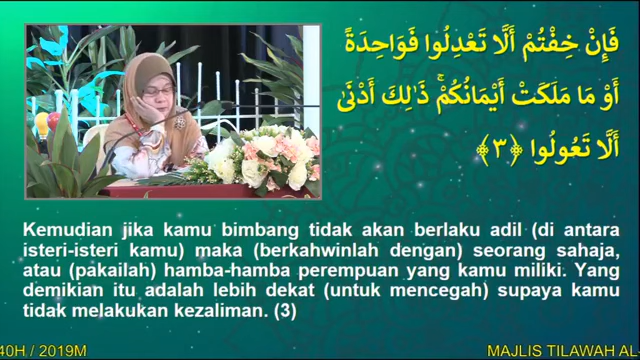 فَإِنْ خِفْتُمْ أَلَّا تَعْدِلُوا فَوَاحِدَةً
أَوْ مَا مَلَكَتْ أَيْمَانُكُمْ ۚ ذَٰلِكَ أَدْنَىٰ
أَلَّا تَعُولُوا ﴿٣﴾
Kemudian jika kamu bimbang tidak akan berlaku adil (di antara
isteri-isteri kamu) maka (berkahwinlah dengan) seorang sahaja,
atau (pakailah) hamba-hamba perempuan yang kamu miliki. Yang
demikian itu adalah lebih dekat (untuk mencegah) supaya kamu
tidak melakukan kezaliman. (3)
40H / 2019M MAJLIS TILAWAH AL-